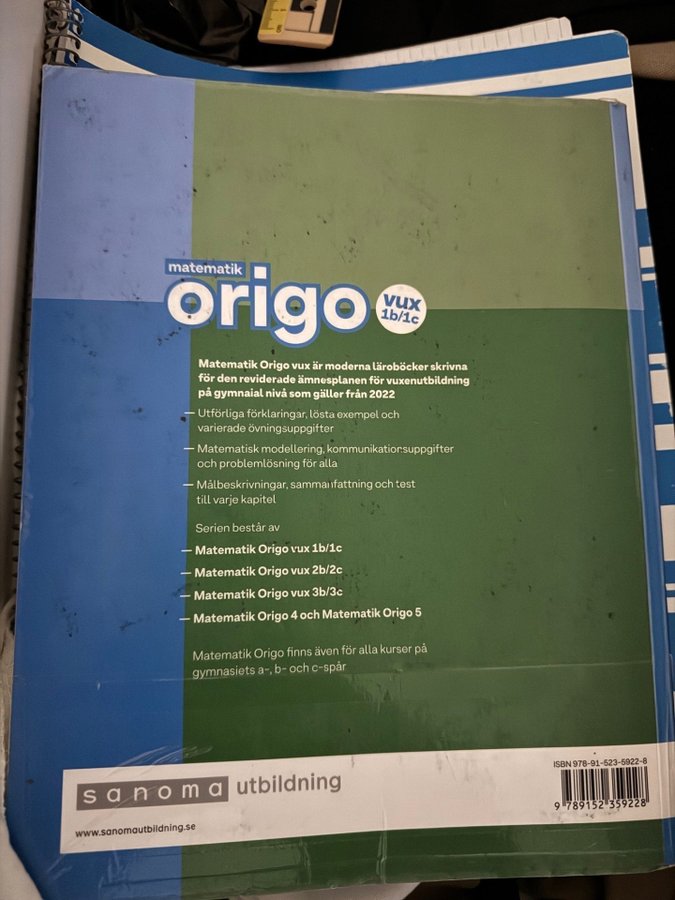 matematik
origo
vux
1b/1c
Matematik Origo vux är moderna läroböcker skrivna
för den reviderade ämnesplanen för vuxenutbildning
på gymnaial nivå som gäller från 2022
— Utförliga förklaringar, lösta exempel och
varierade övningsuppgifter
— Matematisk modellering, kommunikationsuppgifter
och problemlösning för alla
— Målbeskrivningar, sammanfattning och test
till varje kapitel
Serien består av
— Matematik Origo vux 1b/1c
— Matematik Origo vux 2b/2c
— Matematik Origo vux 3b/3c
— Matematik Origo 4 och Matematik Origo 5
Matematik Origo finns även för alla kurser på
gymnasiets a-, b- och c-spår
sanoma utbildning
www.sanomautbildning.se
ISBN 978-91-523-5922-8
9 789152 359228